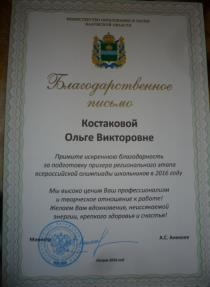 МИНИСТЕРСТВО ОБРАЗОВАНИЯ И НАУКИ
КАЛУЖСКОЙ ОБЛАСТИ
Благодарственное
письмо
Костаковой
Ольге Викторовне
Примите искреннюю благодарность
за подготовку призера регионального этапа
всероссийской олимпиады школьников в 2016 году
Мы высоко ценим Ваш профессионализм
и творческое отношение к работе!
Желаем Вам вдохновения, неиссякаемой
энергии, крепкого здоровья и счастья!
Министр
А.С. Аникеев
2016 год